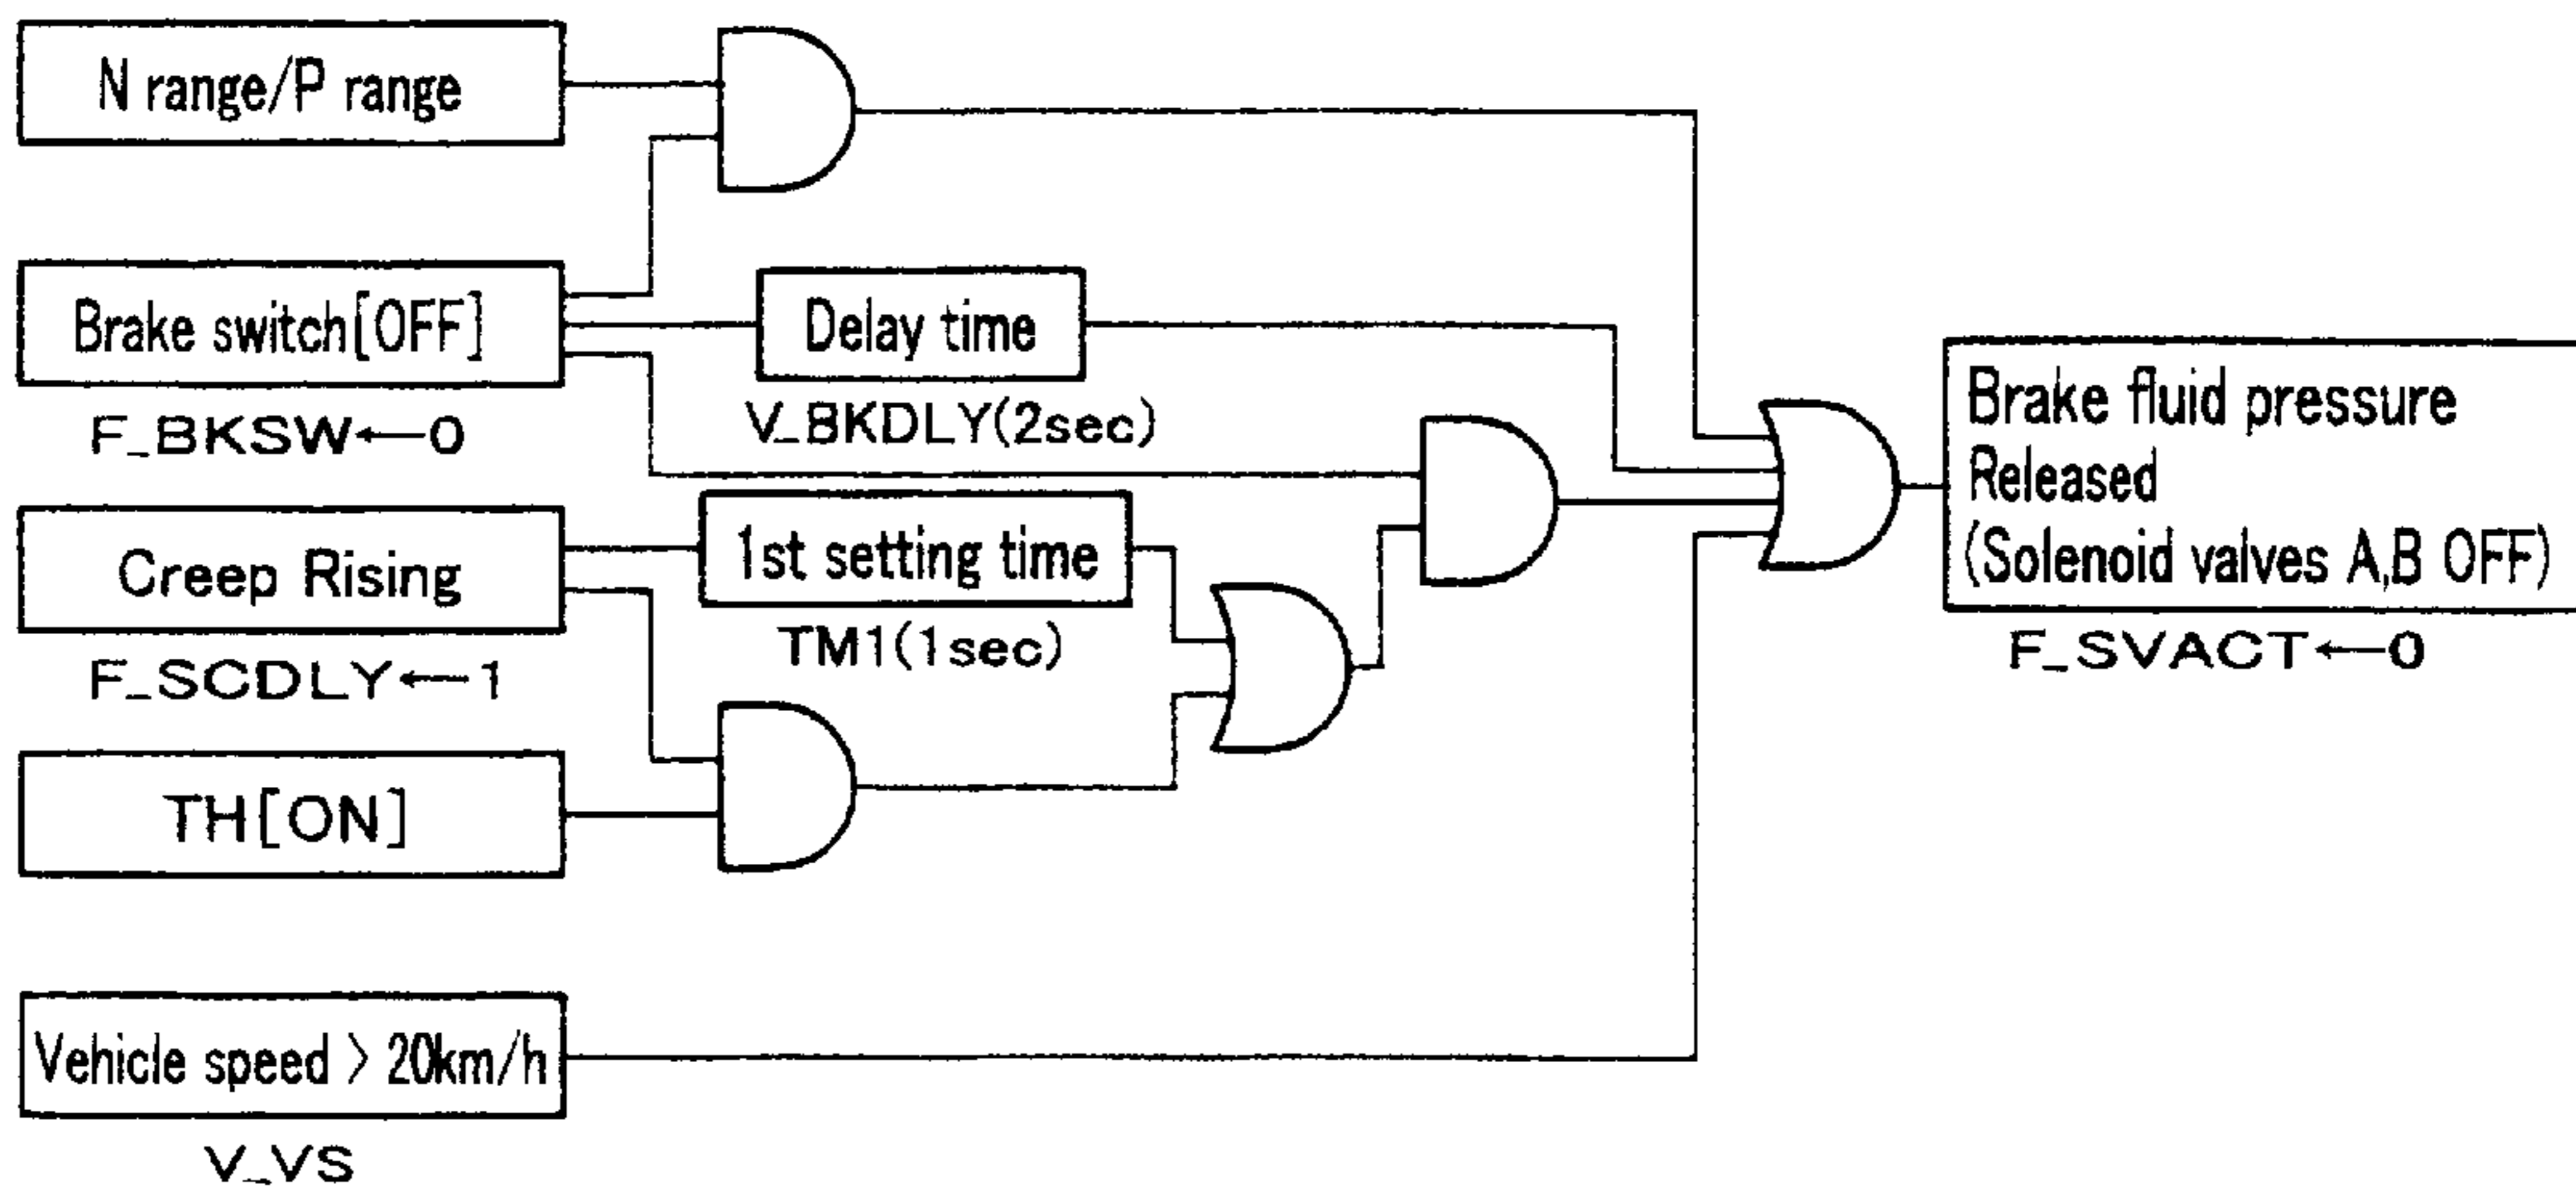 N range/P range
Brake switch[OFF]
F_BKSW←0
Delay time
V_BKDLY(2sec)
Creep Rising
F_SCDLY←1
1st setting time
TM1(1sec)
TH[ON]
Vehicle speed > 20km/h
V_VS
Brake fluid pressure
Released
(Solenoid valves A,B OFF)
F_SVACT←0